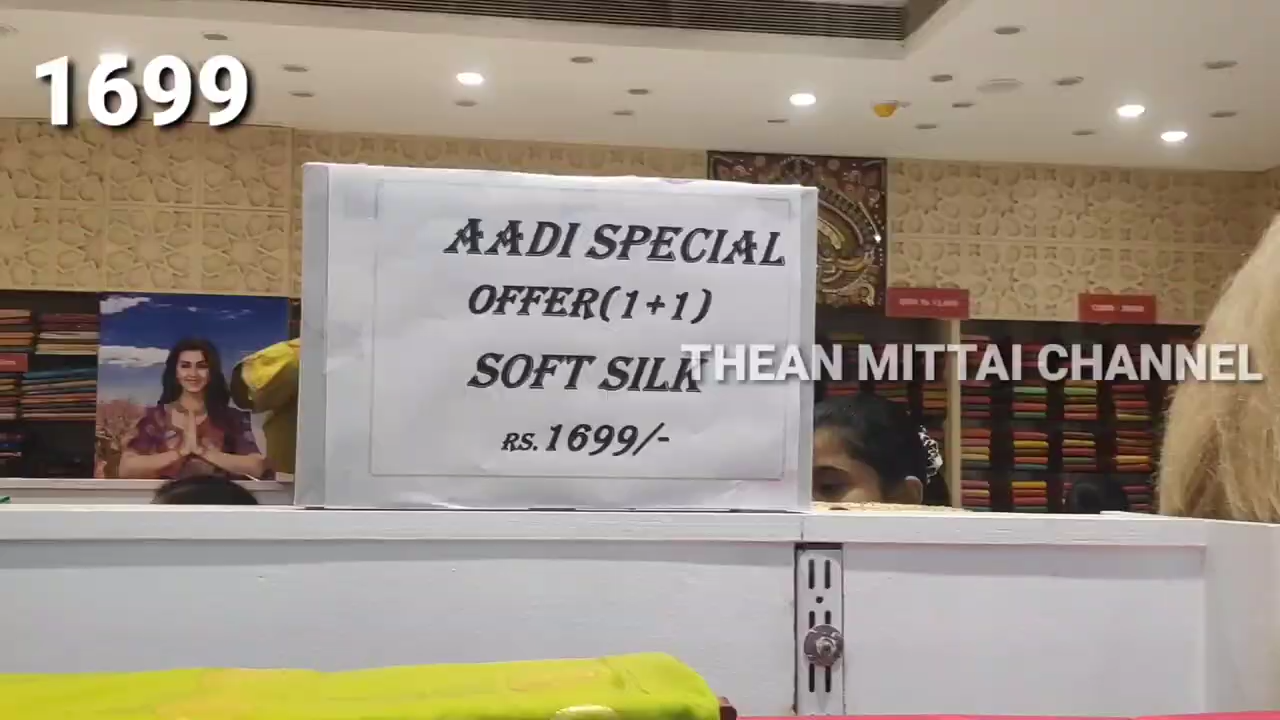 1699
AADI SPECIAL
OFFER(1+1)
SOFT SILK
RS. 1699/-
THEAN MITTAI CHANNEL